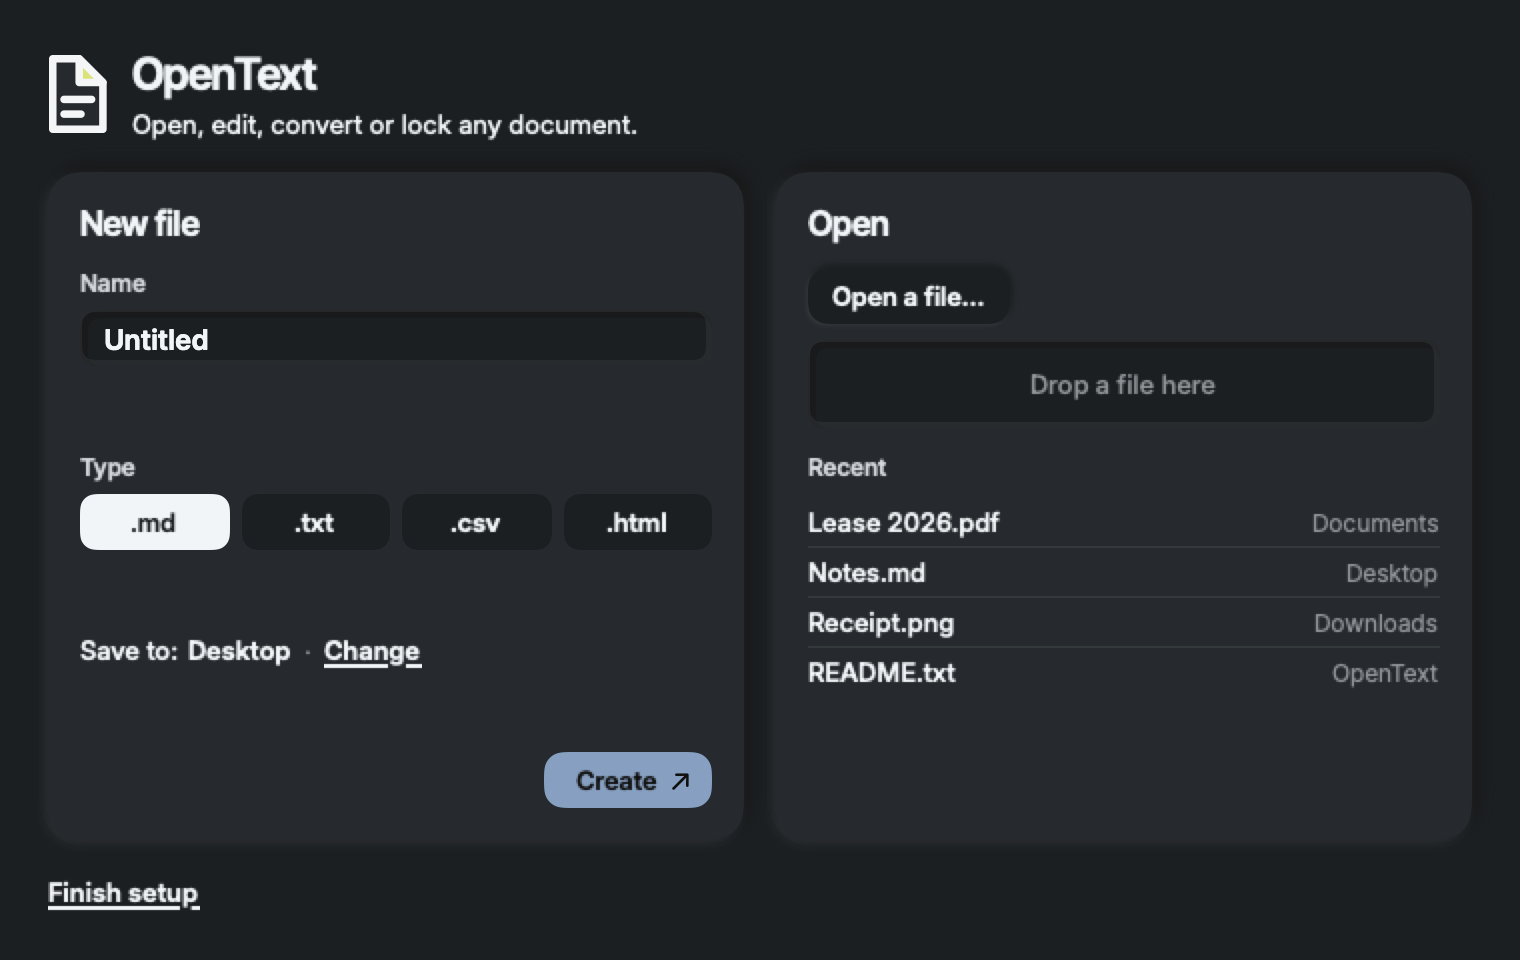 OpenText
Open, edit, convert or lock any document.
New file
Name
Untitled
Type
.md .txt .csv .html
Save to: Desktop · Change
Create ↗
Open
Open a file...
Drop a file here
Recent
Lease 2026.pdf Documents
Notes.md Desktop
Receipt.png Downloads
README.txt OpenText
Finish setup